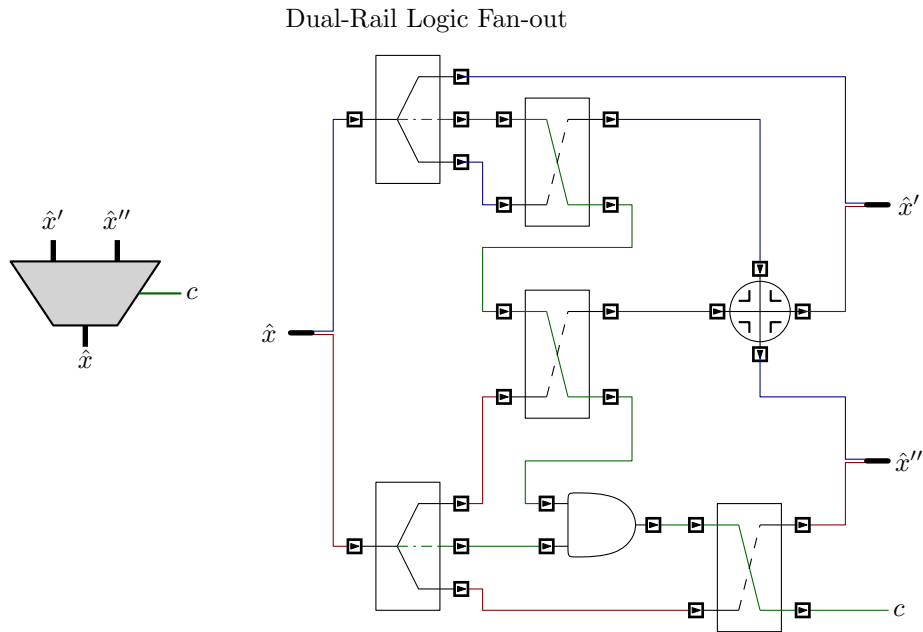 Dual-Rail Logic Fan-out
x̂′ x̂″
c
x̂
x̂
x̂′
x̂″
c